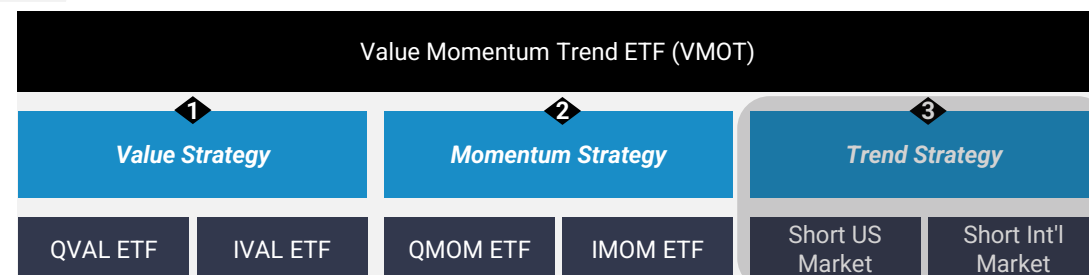 Value Momentum Trend ETF (VMOT)
1
2
3
Value Strategy
Momentum Strategy
Trend Strategy
QVAL ETF
IVAL ETF
QMOM ETF
IMOM ETF
Short US
Market
Short Int'l
Market